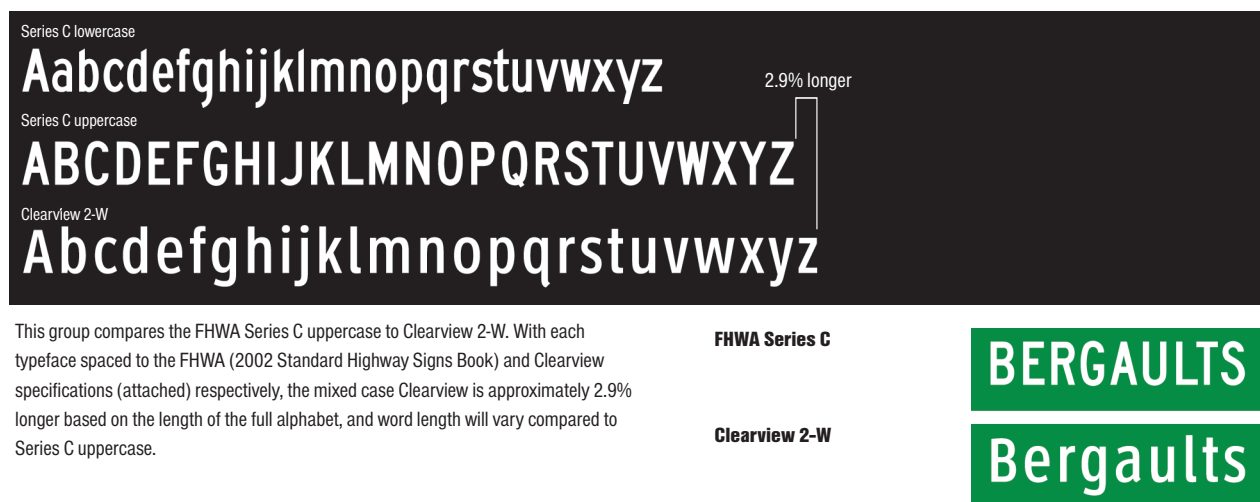 Series C lowercase
Aabcdefghijklmnopqrstuvwxyz
2.9% longer
Series C uppercase
ABCDEFGHIJKLMNOPQRSTUVWXYZ
Clearview 2-W
Abcdefghijklmnopqrstuvwxyz
This group compares the FHWA Series C uppercase to Clearview 2-W. With each
typeface spaced to the FHWA (2002 Standard Highway Signs Book) and Clearview
specifications (attached) respectively, the mixed case Clearview is approximately 2.9%
longer based on the length of the full alphabet, and word length will vary compared to
Series C uppercase.
FHWA Series C
BERGAULTS
Clearview 2-W
Bergaults